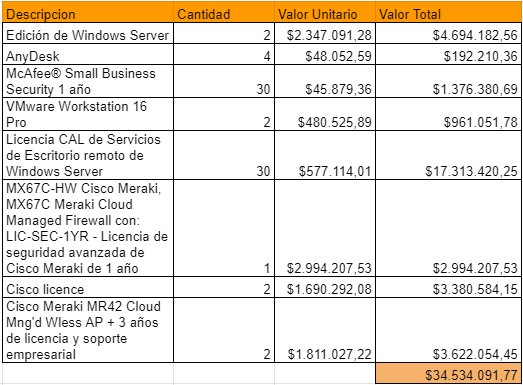 Descripcion Cantidad Valor Unitario Valor Total
Edición de Windows Server 2 $2.347.091,28 $4.694.182,56
AnyDesk 4 $48.052,59 $192.210,36
McAfee® Small Business
Security 1 año 30 $45.879,36 $1.376.380,69
VMware Workstation 16
Pro 2 $480.525,89 $961.051,78
Licencia CAL de Servicios
de Escritorio remoto de
Windows Server 30 $577.114,01 $17.313.420,25
MX67C-HW Cisco Meraki,
MX67C Meraki Cloud
Managed Firewall con:
LIC-SEC-1YR - Licencia de
seguridad avanzada de
Cisco Meraki de 1 año 1 $2.994.207,53 $2.994.207,53
Cisco licence 2 $1.690.292,08 $3.380.584,15
Cisco Meraki MR42 Cloud
Mng'd Wless AP + 3 años
de licencia y soporte
empresarial 2 $1.811.027,22 $3.622.054,45
$34.534.091,77